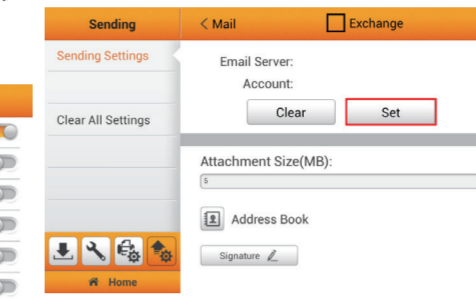 Sending
Sending Settings
Clear All Settings
Home
< Mail
Exchange
Email Server:
Account:
Clear
Set
Attachment Size(MB):
5
Address Book
Signature